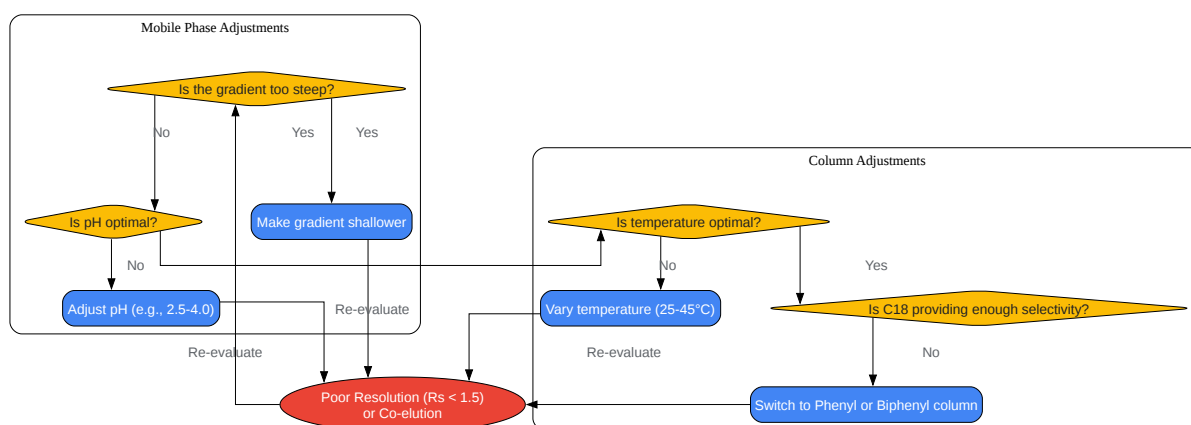 Mobile Phase Adjustments
Is the gradient too steep?
No
Yes
Yes
Column Adjustments
Is pH optimal?
Make gradient shallower
Is temperature optimal?
No
No
Yes
Adjust pH (e.g., 2.5-4.0)
Re-evaluate
Vary temperature (25-45°C)
Is C18 providing enough selectivity?
Re-evaluate
Re-evaluate
No
Poor Resolution (Rs < 1.5)
or Co-elution
Switch to Phenyl or Biphenyl column